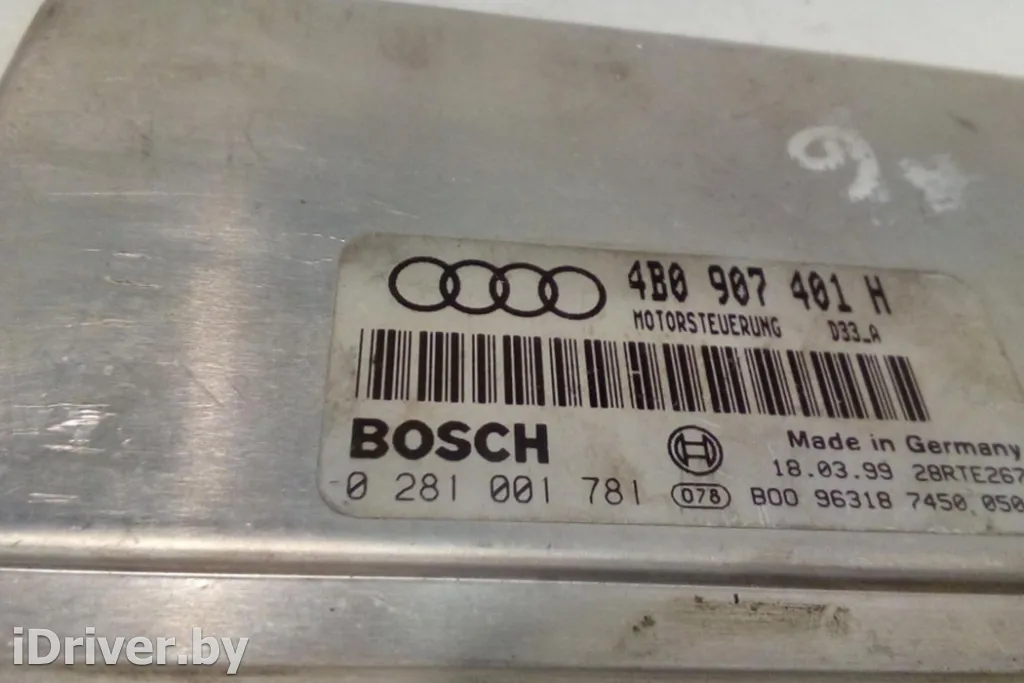 A6
4B0 907 401 H
MOTORSTEUERUNG D33_A
BOSCH
Made in Germany
0 281 001 781
18.03.99 28RTE267
078
B00 96318 7450 050
iDriver.by